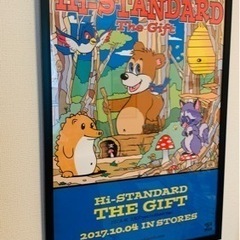 Hi-STANDARD
The Gift
Hi-STANDARD
THE GIFT
2017.10.04 IN STORES